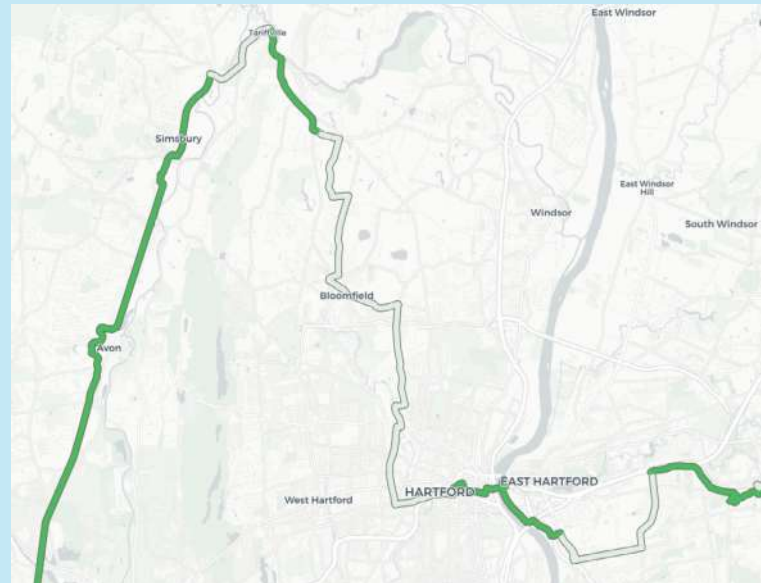 East Windsor
Tariffville
Simsbury
East Windsor
Hill
Windsor
South Windsor
Bloomfield
Avon
EAST HARTFORD
HARTFORD
West Hartford